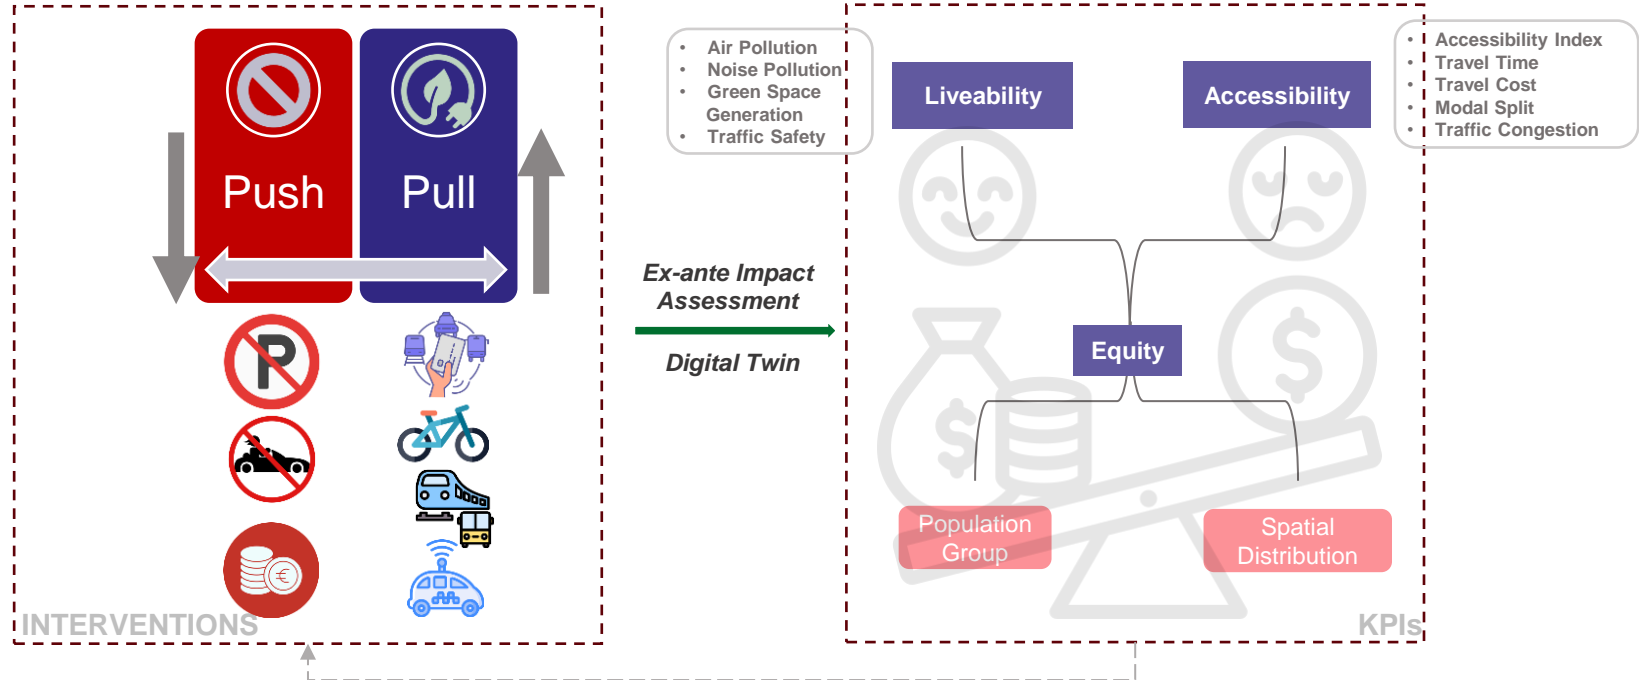 Push
Pull
P
€
INTERVENTIONS
Ex-ante Impact
Assessment
Digital Twin
• Air Pollution
• Noise Pollution
• Green Space
Generation
• Traffic Safety
Liveability
Accessibility
• Accessibility Index
• Travel Time
• Travel Cost
• Modal Split
• Traffic Congestion
Equity
$
$
Population
Group
Spatial
Distribution
KPIs